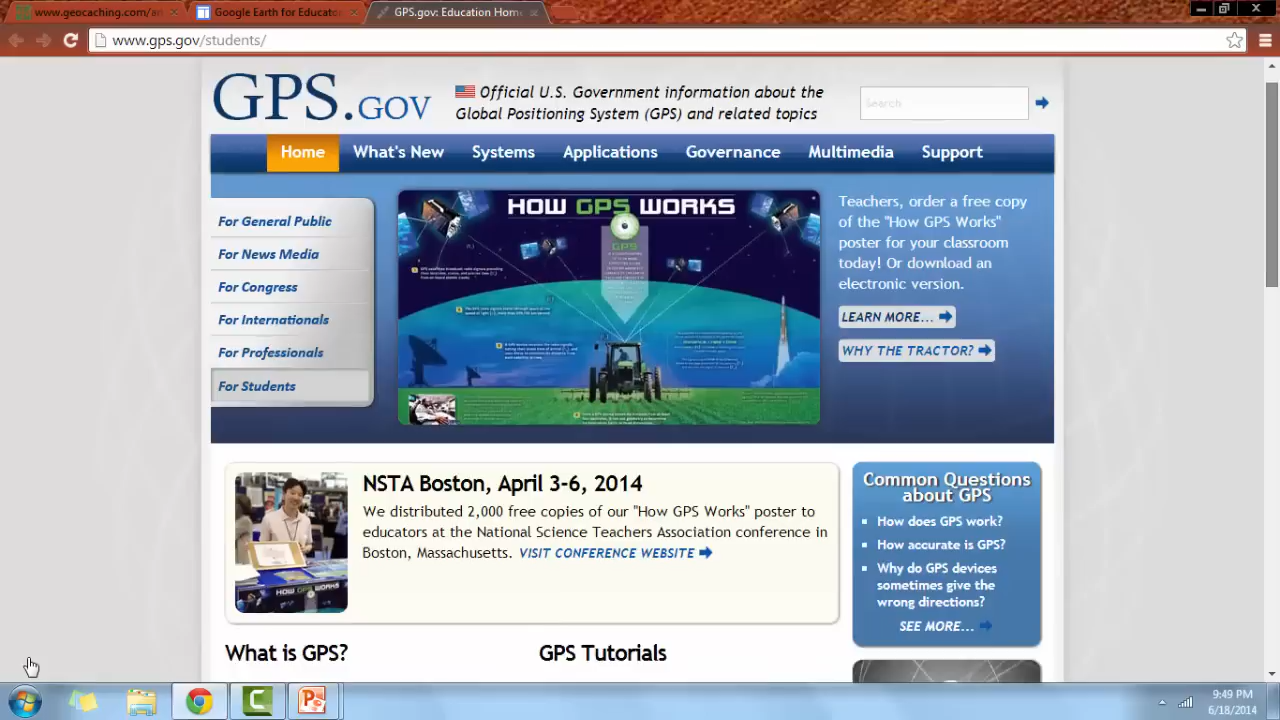 www.geocaching.com/an
Google Earth for Educato
GPS.gov: Education Home
www.gps.gov/students/
GPS.GOV
Official U.S. Government information about the
Global Positioning System (GPS) and related topics
Search
Home What's New Systems Applications Governance Multimedia Support
For General Public
For News Media
For Congress
For Internationals
For Professionals
For Students
HOW GPS WORKS
GPS
Teachers, order a free copy
of the "How GPS Works"
poster for your classroom
today! Or download an
electronic version.
LEARN MORE...
WHY THE TRACTOR?
NSTA Boston, April 3-6, 2014
We distributed 2,000 free copies of our "How GPS Works" poster to
educators at the National Science Teachers Association conference in
Boston, Massachusetts. VISIT CONFERENCE WEBSITE
HOW GPS WORKS
Common Questions
about GPS
How does GPS work?
How accurate is GPS?
Why do GPS devices
sometimes give the
wrong directions?
SEE MORE...
What is GPS?
GPS Tutorials
9:49 PM
6/18/2014